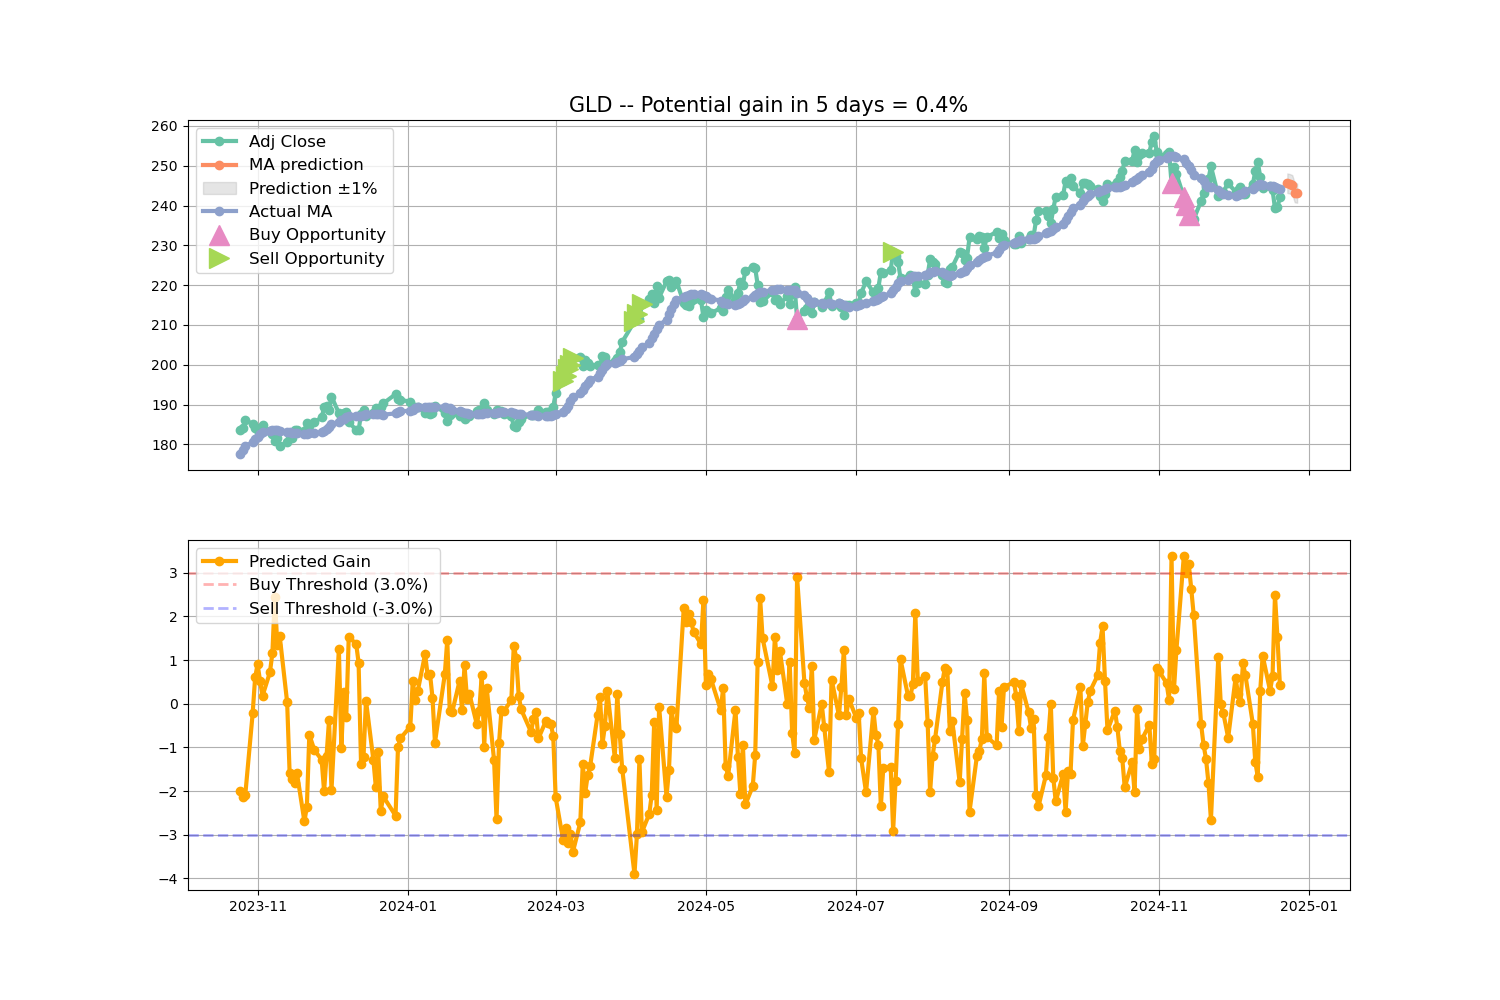 GLD -- Potential gain in 5 days = 0.4%
260
250
240
230
220
210
200
190
180
Adj Close
MA prediction
Prediction ±1%
Actual MA
Buy Opportunity
Sell Opportunity
3
2
1
0
−1
−2
−3
−4
Predicted Gain
Buy Threshold (3.0%)
Sell Threshold (-3.0%)
2023-11
2024-01
2024-03
2024-05
2024-07
2024-09
2024-11
2025-01